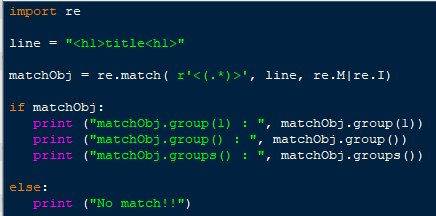 import re
line = "<h1>title<h1>"
matchObj = re.match( r'<(.*)>', line, re.M|re.I)
if matchObj:
    print ("matchObj.group(1) : ", matchObj.group(1))
    print ("matchObj.group() : ", matchObj.group())
    print ("matchObj.groups() : ", matchObj.groups())
else:
    print ("No match!!")